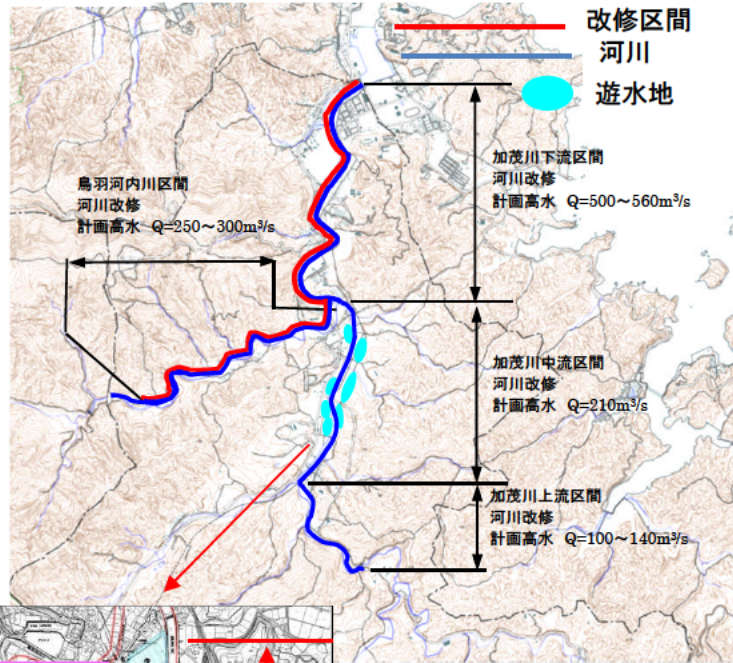 改修区間
河川
遊水地
加茂川下流区間
河川改修
計画高水 Q=500～560m³/s
鳥羽河内川区間
河川改修
計画高水 Q=250～300m³/s
加茂川中流区間
河川改修
計画高水 Q=210m³/s
加茂川上流区間
河川改修
計画高水 Q=100～140m³/s